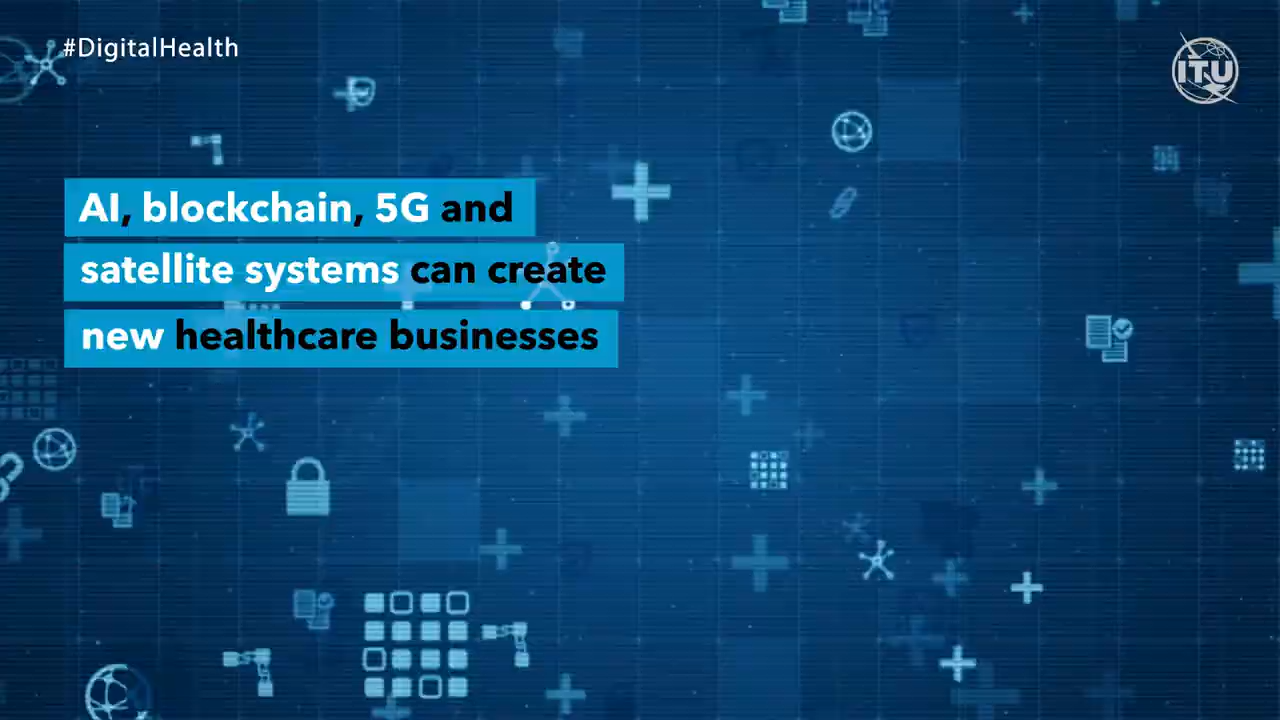 #DigitalHealth
ITU
AI, blockchain, 5G and
satellite systems can create
new healthcare businesses